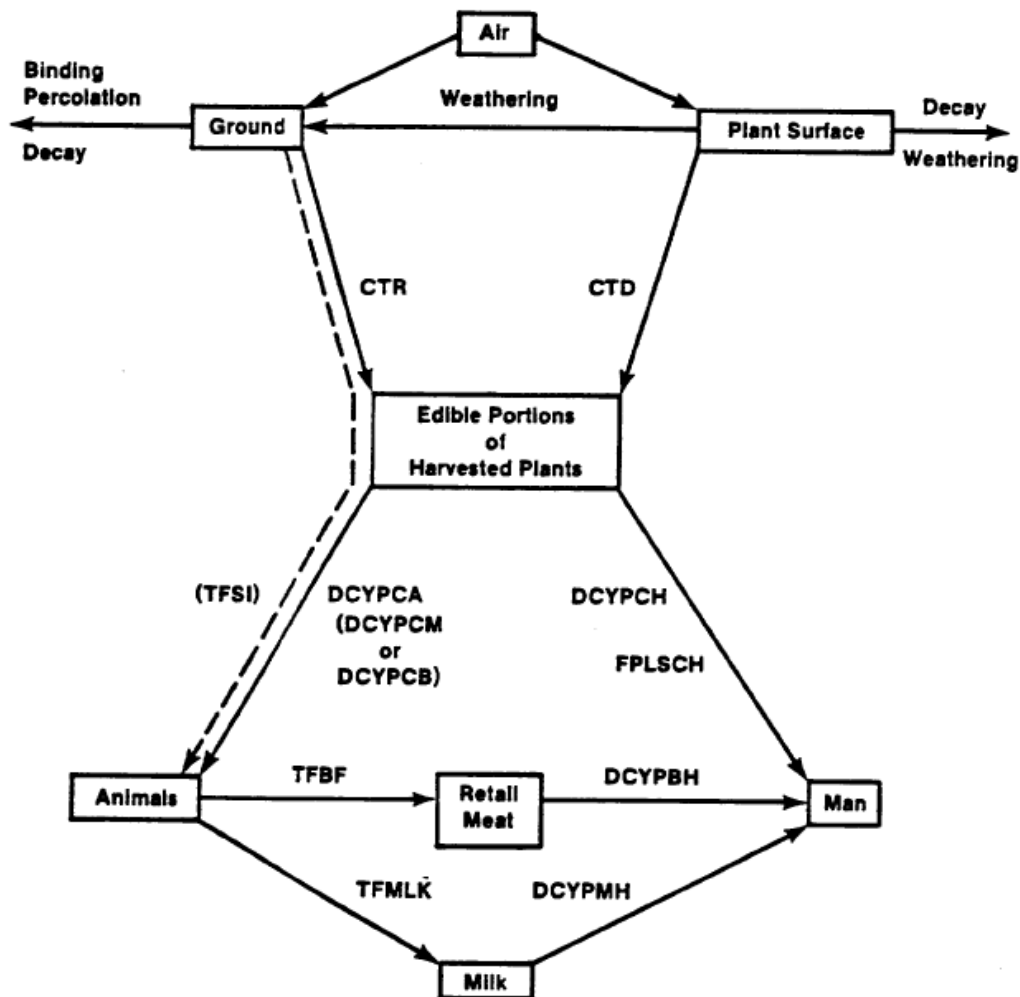 Air
Binding
Percolation
Weathering
Decay
Ground
Plant Surface
Decay
Weathering
CTR
CTD
Edible Portions
of
Harvested Plants
(TFSI)
DCYPCA
(DCYPCM
or
DCYPCB)
DCYPCH
FPLSCH
Animals
TFBF
Retail
Meat
DCYPBH
Man
TFMLK
DCYPMH
Milk